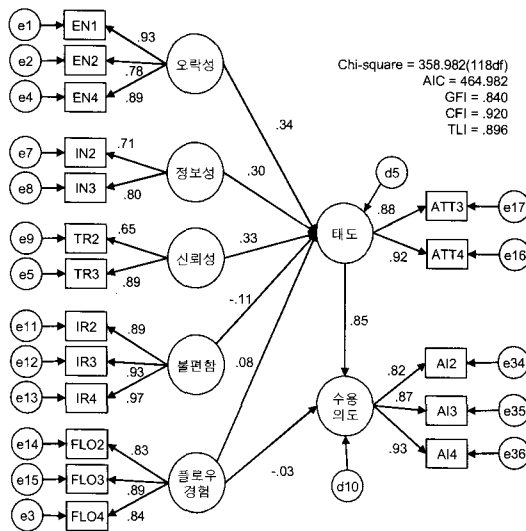 Chi-square = 358.982(118df)
AIC = 464.982
GFI = .840
CFI = .920
TLI = .896
e1
EN1
.93
e2
EN2
.78
e4
EN4
.89
오락성
.34
e7
IN2
.71
e8
IN3
.80
정보성
.30
e9
TR2
.65
e5
TR3
.89
신뢰성
.33
e11
IR2
.89
e12
IR3
.93
e13
IR4
.97
불편함
-.11
e14
FLO2
.83
e15
FLO3
.89
e3
FLO4
.84
플로우
경험
.08
-.03
d5
태도
.88
ATT3
e17
.92
ATT4
e16
.85
수용
의도
d10
.82
AI2
e34
.87
AI3
e35
.93
AI4
e36